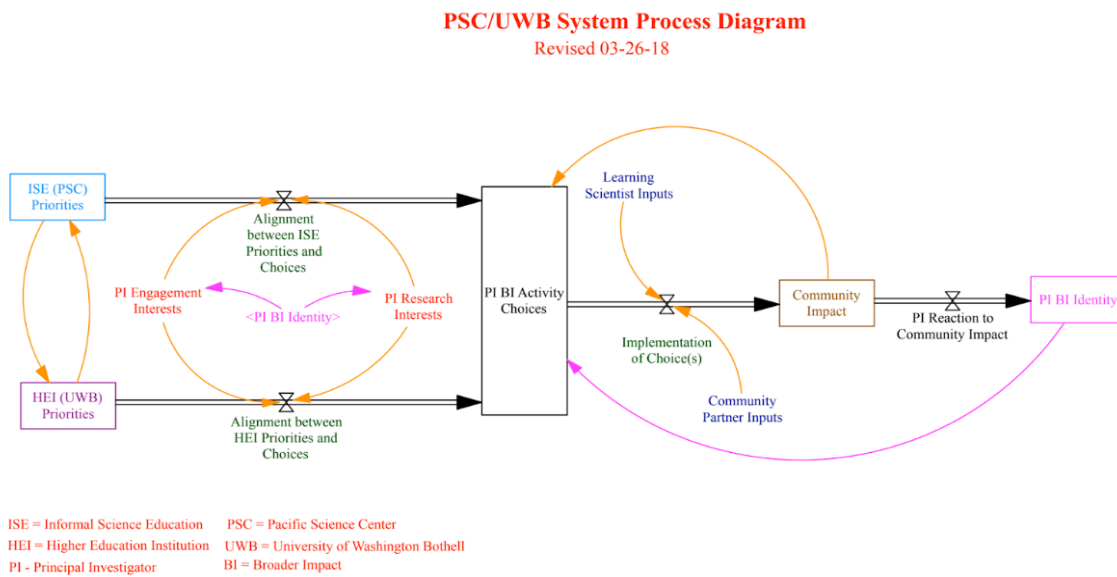 PSC/UWB System Process Diagram
Revised 03-26-18
ISE (PSC)
Priorities
Alignment
between ISE
Priorities and
Choices
Learning
Scientist Inputs
PI Engagement
Interests
<PI BI Identity>
PI Research
Interests
PI BI Activity
Choices
Community
Impact
PI BI Identity
PI Reaction to
Community Impact
Implementation
of Choice(s)
HEI (UWB)
Priorities
Alignment between
HEI Priorities and
Choices
Community
Partner Inputs
ISE = Informal Science Education
PSC = Pacific Science Center
HEI = Higher Education Institution
UWB = University of Washington Bothell
PI - Principal Investigator
BI = Broader Impact